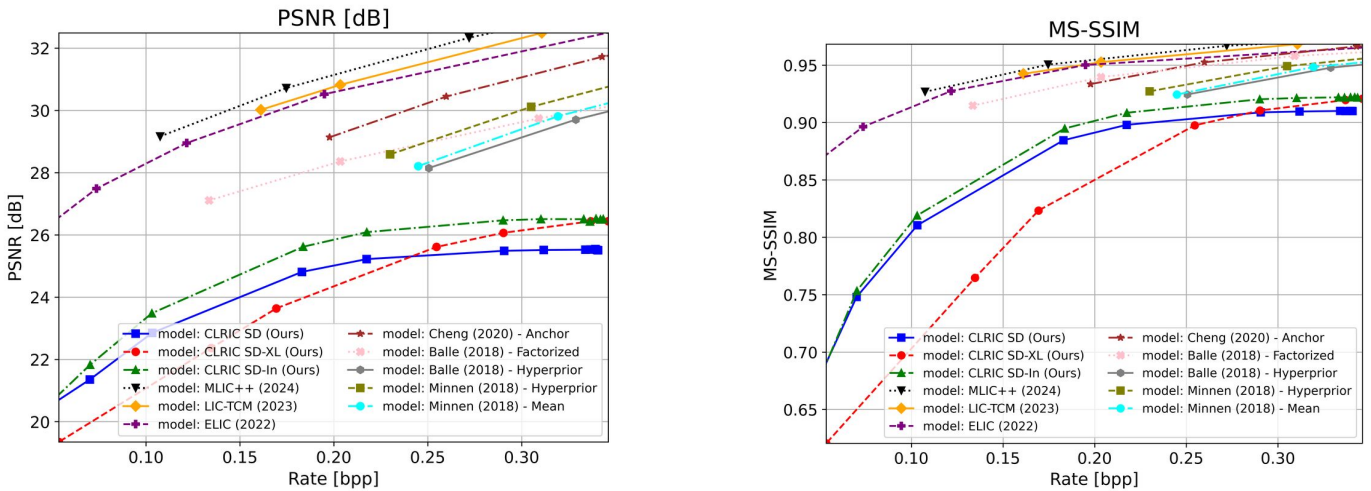 PSNR [dB]
32
30
28
26
24
22
20
PSNR [dB]
0.10
0.15
0.20
0.25
0.30
Rate [bpp]
model: CLRIC SD (Ours)
model: CLRIC SD-XL (Ours)
model: CLRIC SD-In (Ours)
model: MLIC++ (2024)
model: LIC-TCM (2023)
model: ELIC (2022)
model: Cheng (2020) - Anchor
model: Balle (2018) - Factorized
model: Balle (2018) - Hyperprior
model: Minnen (2018) - Hyperprior
model: Minnen (2018) - Mean
MS-SSIM
0.95
0.90
0.85
0.80
0.75
0.70
0.65
MS-SSIM
0.10
0.15
0.20
0.25
0.30
Rate [bpp]
model: CLRIC SD (Ours)
model: CLRIC SD-XL (Ours)
model: CLRIC SD-In (Ours)
model: MLIC++ (2024)
model: LIC-TCM (2023)
model: ELIC (2022)
model: Cheng (2020) - Anchor
model: Balle (2018) - Factorized
model: Balle (2018) - Hyperprior
model: Minnen (2018) - Hyperprior
model: Minnen (2018) - Mean